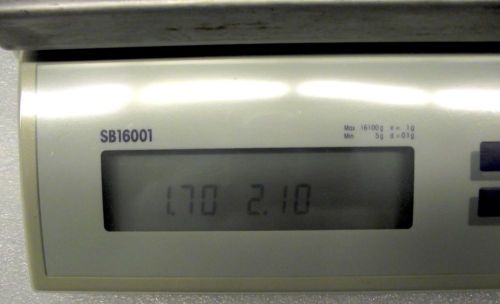 SB16001
Max 16100g e= 1g
Min 5g d=0.1g
1.70 2.10